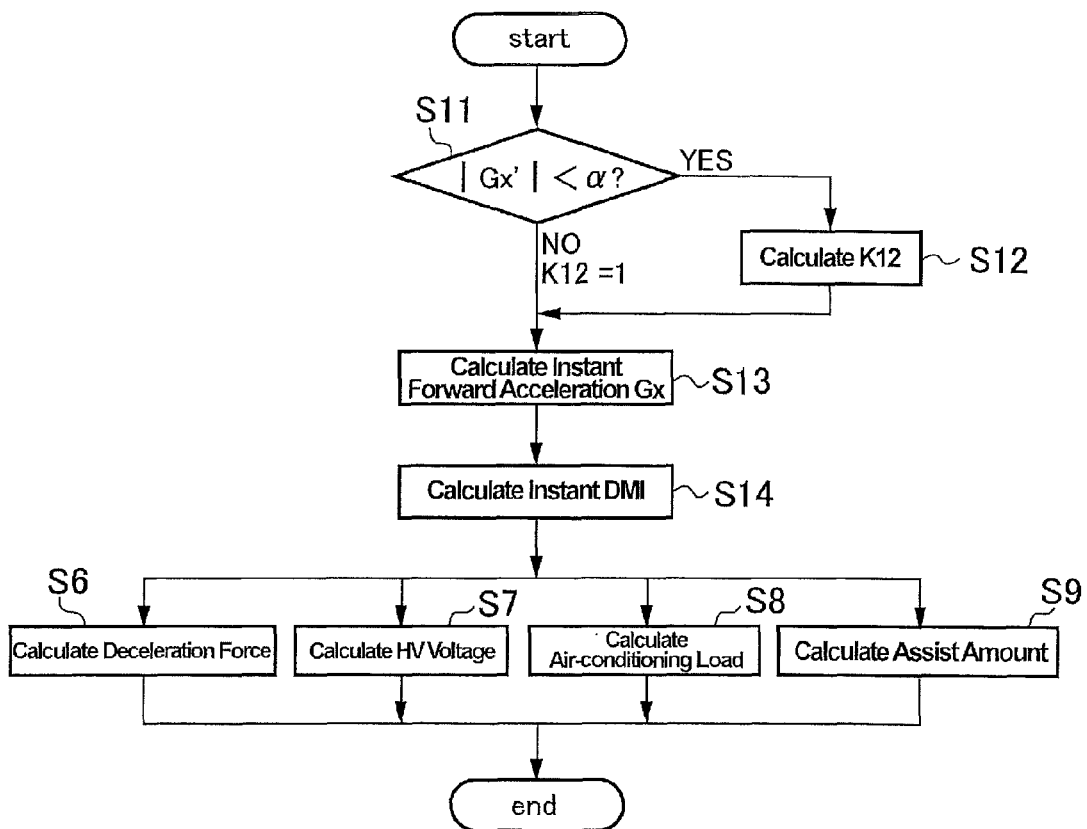 start
S11
| Gx' | < α?
YES
NO
K12 =1
Calculate K12
S12
Calculate Instant
Forward Acceleration Gx
S13
Calculate Instant DMI
S14
S6
Calculate Deceleration Force
S7
Calculate HV Voltage
S8
Calculate
Air-conditioning Load
S9
Calculate Assist Amount
end